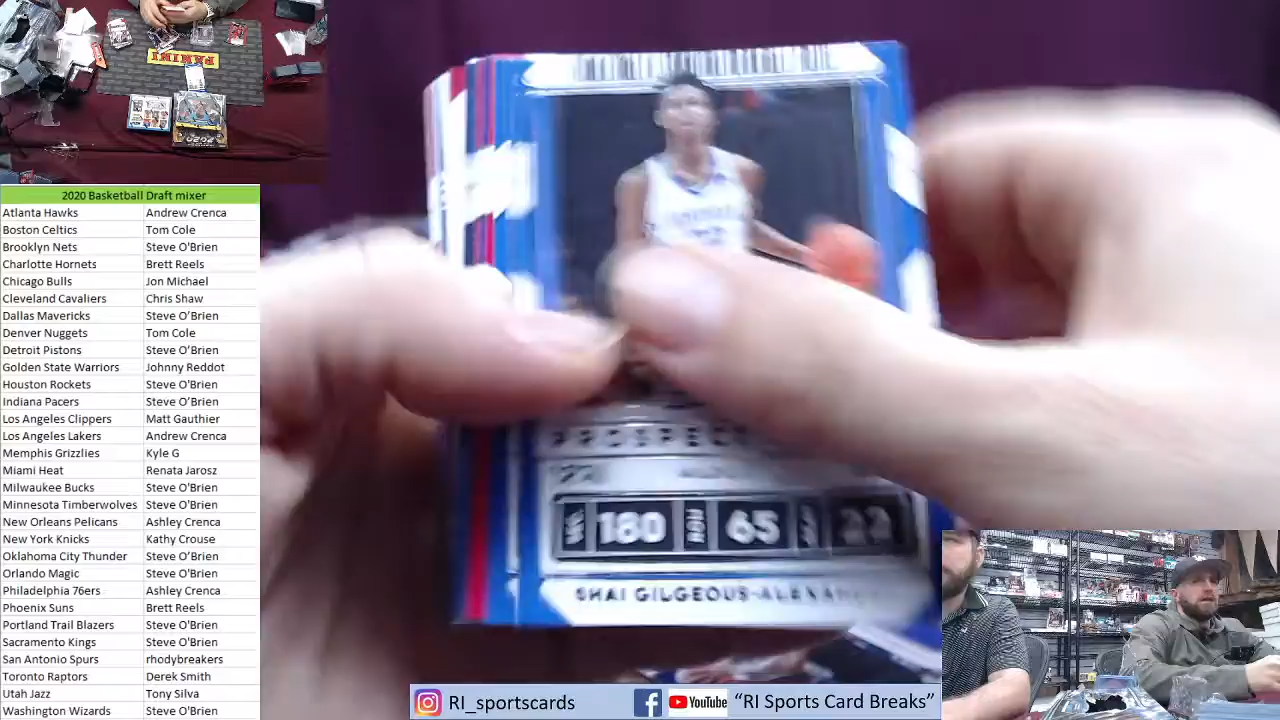 PANINI
2020 Basketball Draft mixer
Atlanta Hawks Andrew Crenca
Boston Celtics Tom Cole
Brooklyn Nets Steve O'Brien
Charlotte Hornets Brett Reels
Chicago Bulls Jon Michael
Cleveland Cavaliers Chris Shaw
Dallas Mavericks Steve O'Brien
Denver Nuggets Tom Cole
Detroit Pistons Steve O'Brien
Golden State Warriors Johnny Reddot
Houston Rockets Steve O'Brien
Indiana Pacers Steve O'Brien
Los Angeles Clippers Matt Gauthier
Los Angeles Lakers Andrew Crenca
Memphis Grizzlies Kyle G
Miami Heat Renata Jarosz
Milwaukee Bucks Steve O'Brien
Minnesota Timberwolves Steve O'Brien
New Orleans Pelicans Ashley Crenca
New York Knicks Kathy Crouse
Oklahoma City Thunder Steve O'Brien
Orlando Magic Steve O'Brien
Philadelphia 76ers Ashley Crenca
Phoenix Suns Brett Reels
Portland Trail Blazers Steve O'Brien
Sacramento Kings Steve O'Brien
San Antonio Spurs rhodybreakers
Toronto Raptors Derek Smith
Utah Jazz Tony Silva
Washington Wizards Steve O'Brien
180 65 22
SHAI GILGEOUS-ALEXANDER
RI_sportscards YouTube “RI Sports Card Breaks”